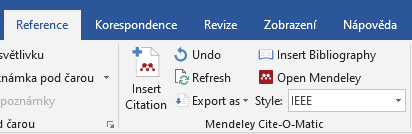 Reference Korespondence Revize Zobrazení Nápověda
světlivku
známka pod čarou
poznámky
d čarou
Insert Citation
Undo
Refresh
Export as
Insert Bibliography
Open Mendeley
Style: IEEE
Mendeley Cite-O-Matic